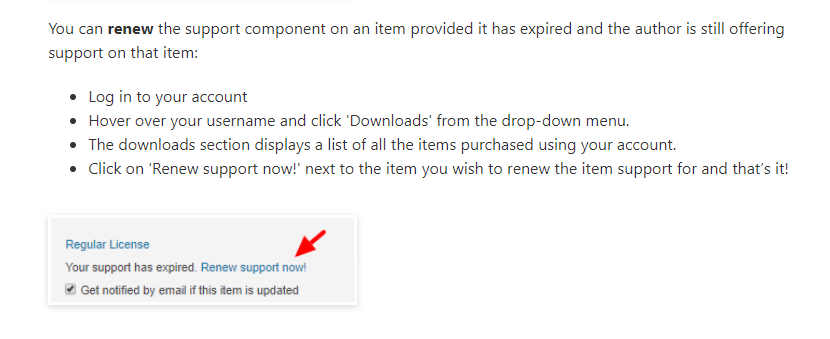 You can renew the support component on an item provided it has expired and the author is still offering
support on that item:
• Log in to your account
• Hover over your username and click 'Downloads' from the drop-down menu.
• The downloads section displays a list of all the items purchased using your account.
• Click on 'Renew support now!' next to the item you wish to renew the item support for and that’s it!
Regular License
Your support has expired. Renew support now!
Get notified by email if this item is updated